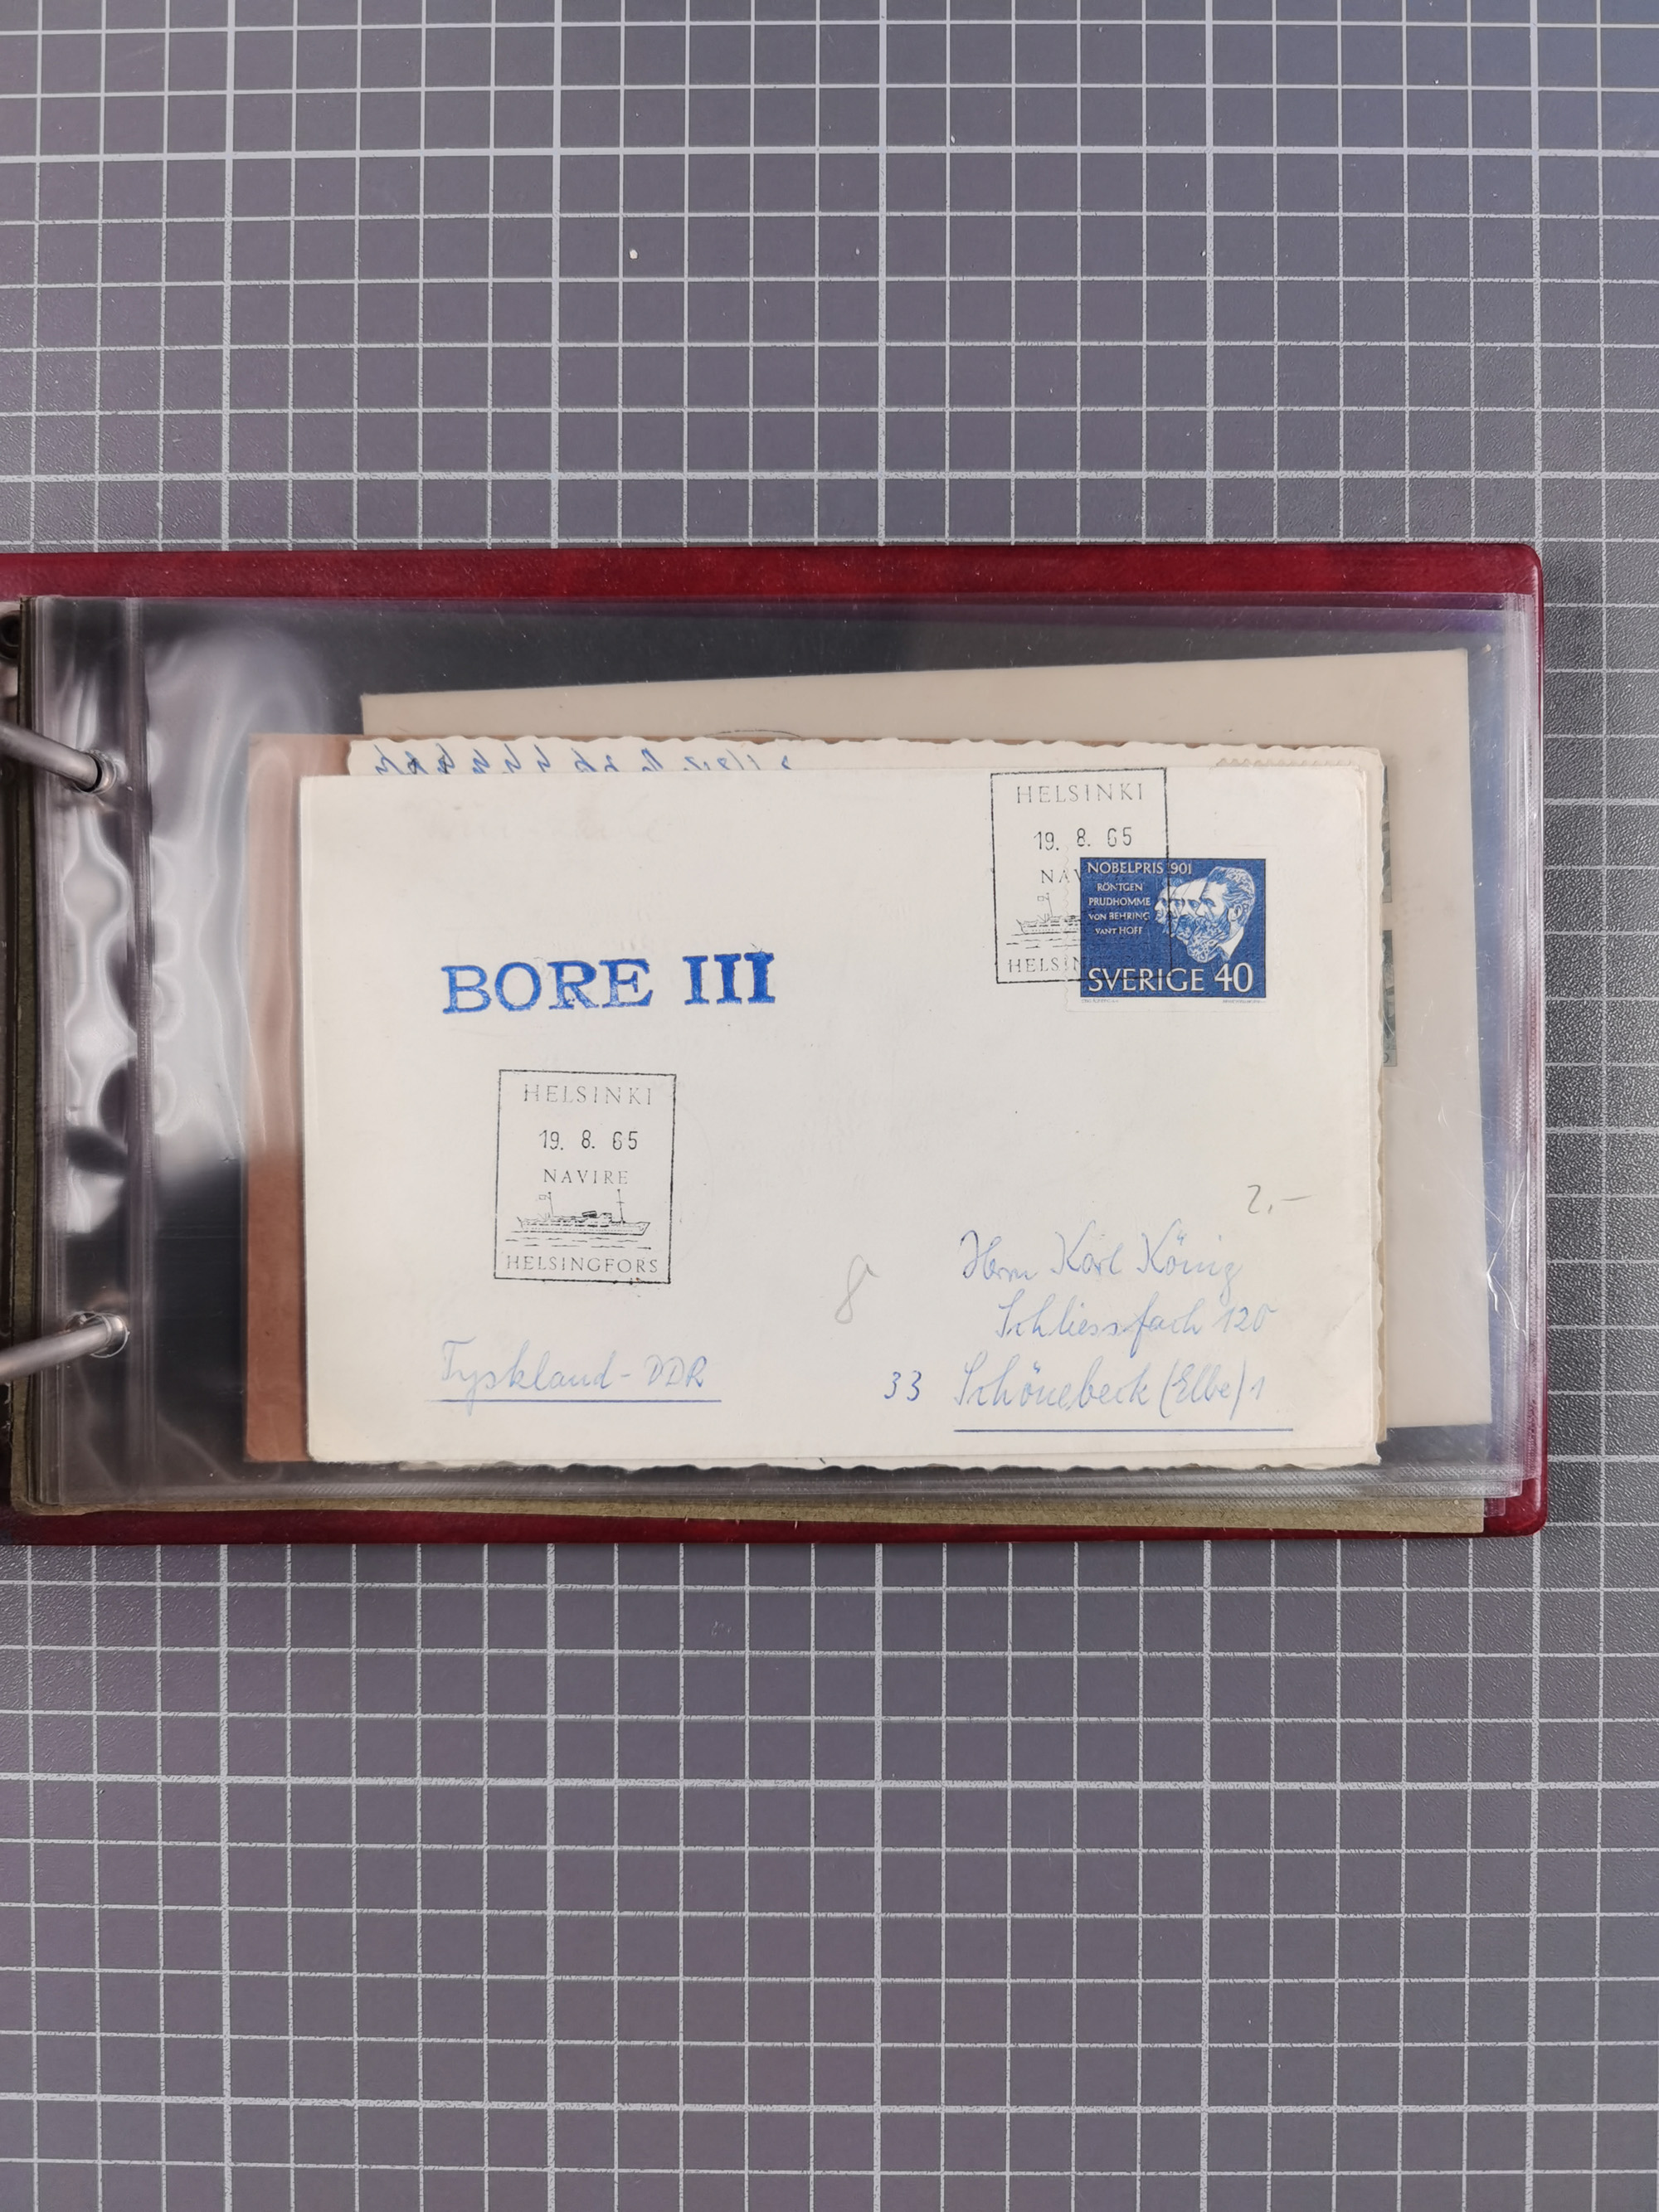 HELSINKI
19. 8. 65
NAV
HELSIN
NOBELPRIS 1901
RÖNTGEN
PRUDHOMME
VON BEHRING
VANT HOFF
SVERIGE 40
BORE III
HELSINKI
19. 8. 65
NAVIRE
HELSINGFORS
2,-
8
Herrn Karl König
Schliessfach 120
33 Schönebeck (Elbe) 1
Tyskland - DDR